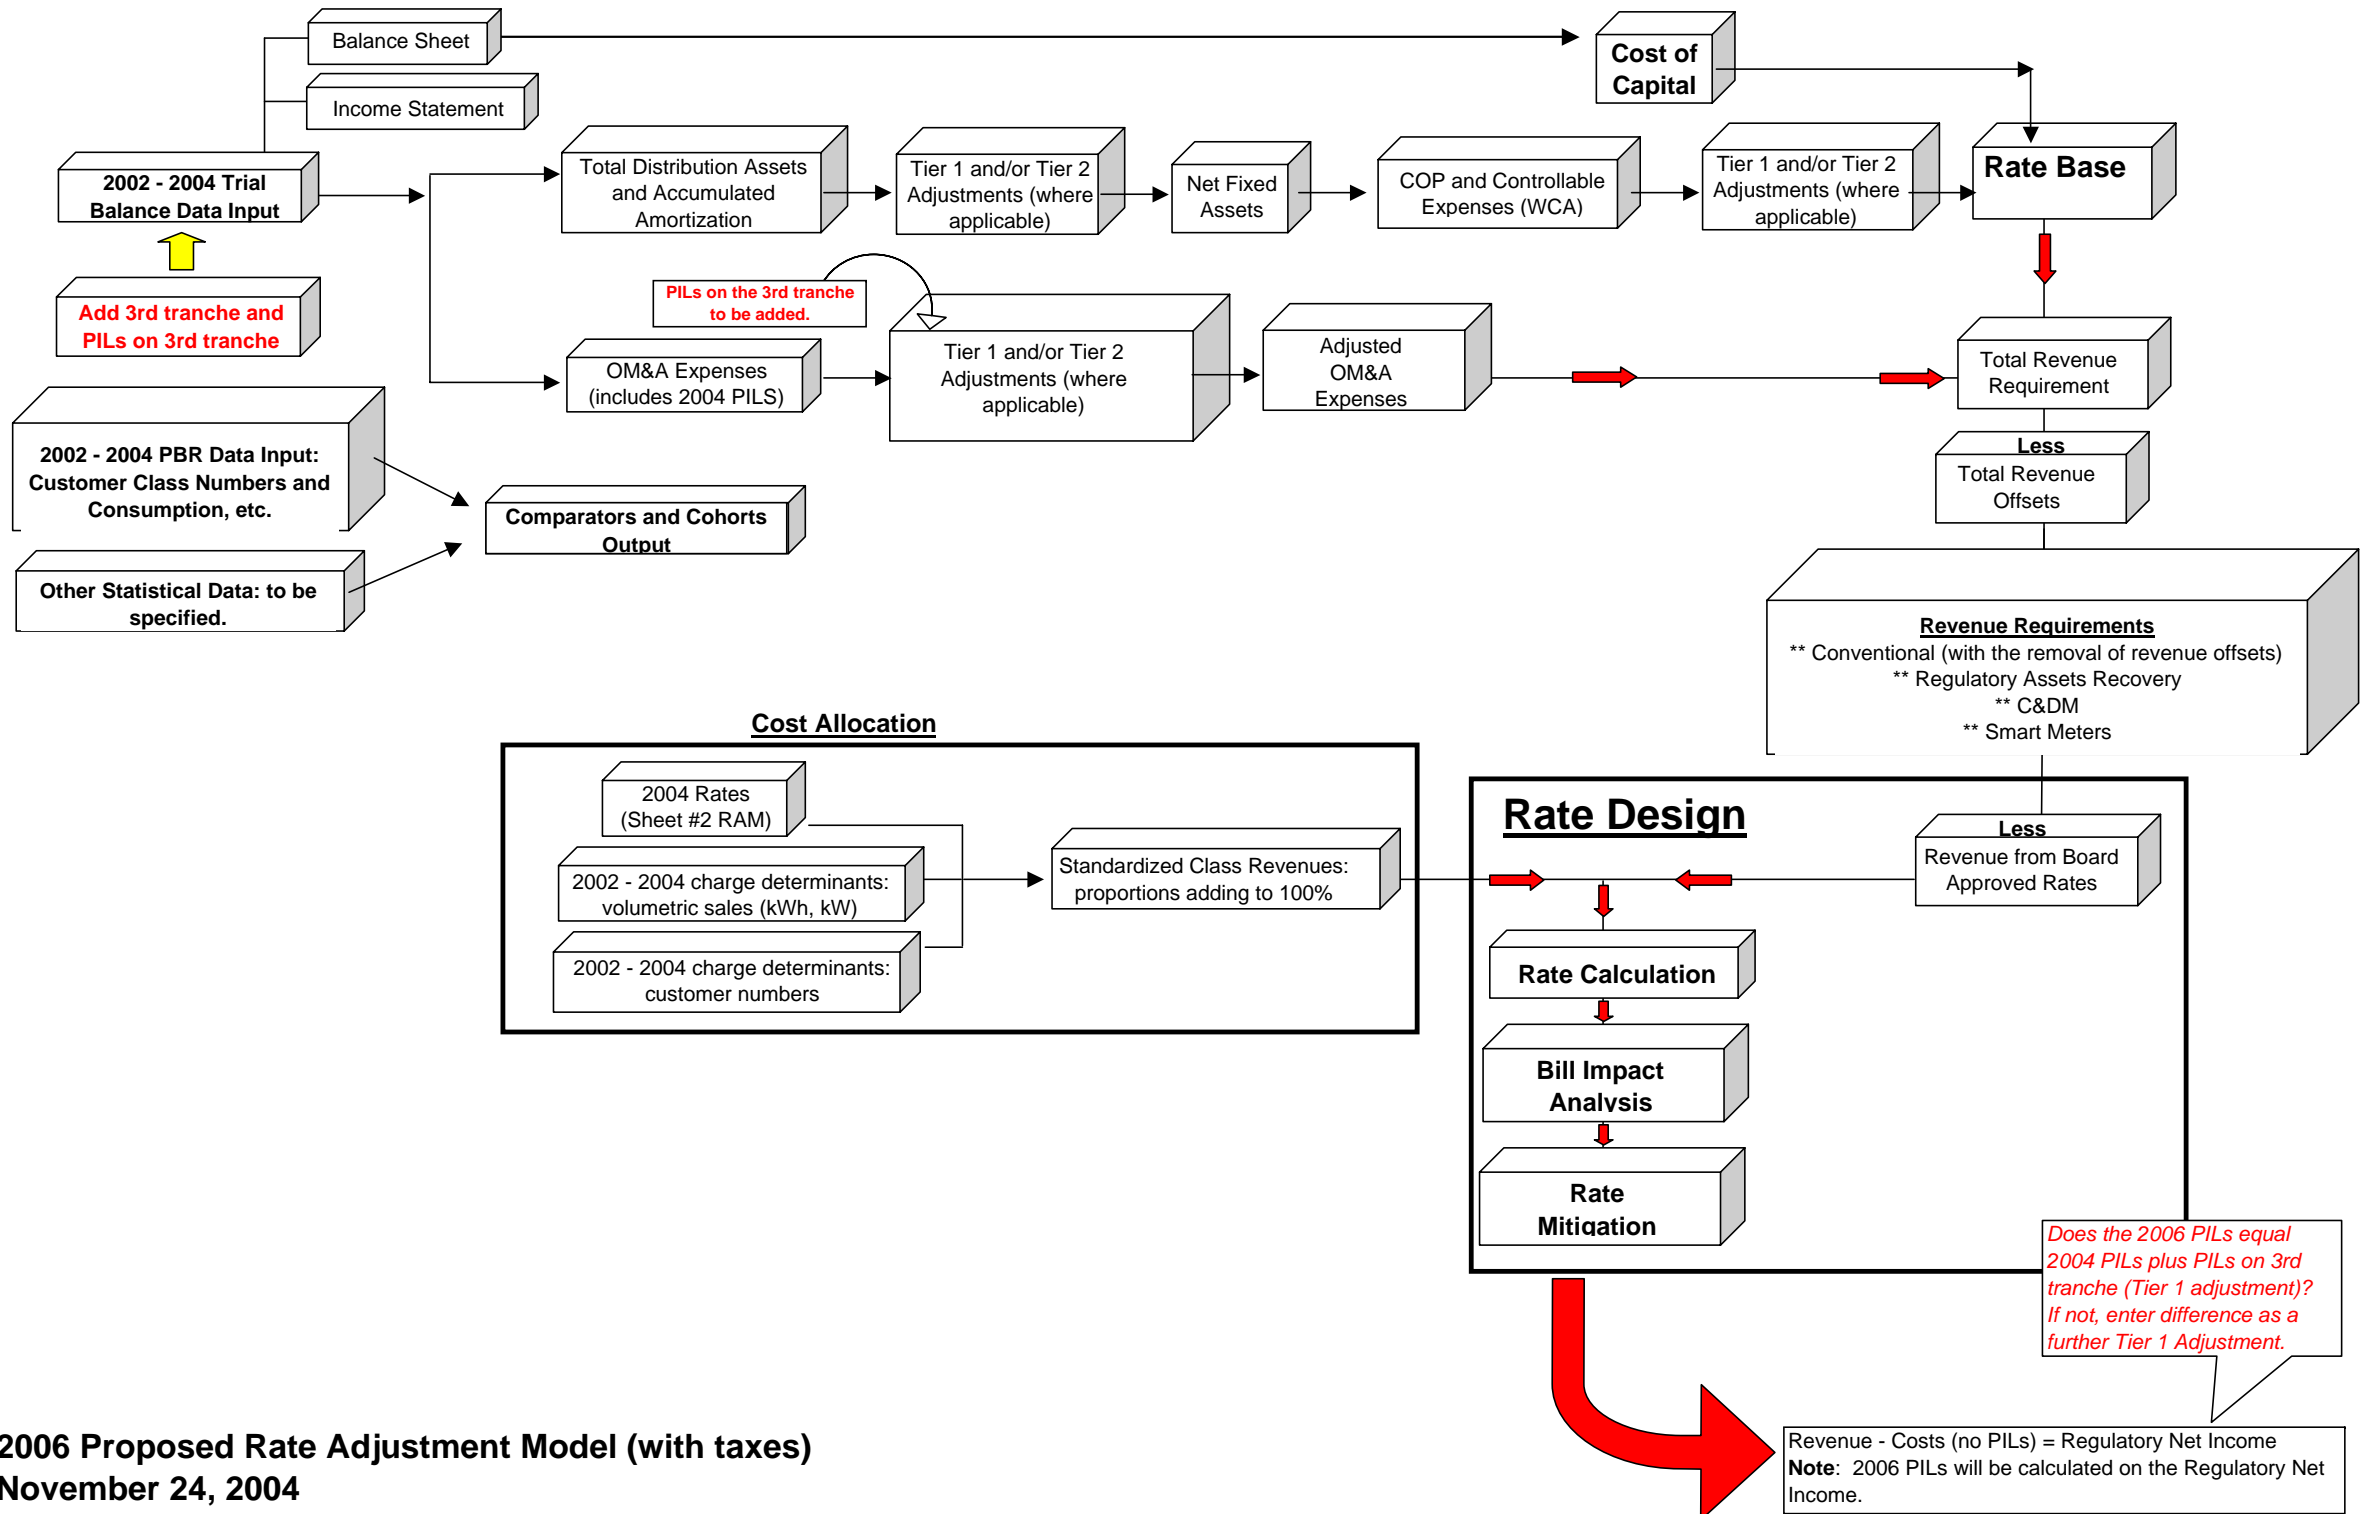 Balance Sheet
Income Statement
Cost of
Capital
2002 - 2004 Trial
Balance Data Input
Total Distribution Assets
and Accumulated
Amortization
Tier 1 and/or Tier 2
Adjustments (where
applicable)
Net Fixed
Assets
COP and Controllable
Expenses (WCA)
Tier 1 and/or Tier 2
Adjustments (where
applicable)
Rate Base
Add 3rd tranche and
PILs on 3rd tranche
PILs on the 3rd tranche
to be added.
OM&A Expenses
(includes 2004 PILS)
Tier 1 and/or Tier 2
Adjustments (where
applicable)
Adjusted
OM&A
Expenses
Total Revenue
Requirement
Less
Total Revenue
Offsets
2002 - 2004 PBR Data Input:
Customer Class Numbers and
Consumption, etc.
Comparators and Cohorts
Output
Other Statistical Data: to be
specified.
Revenue Requirements
** Conventional (with the removal of revenue offsets)
** Regulatory Assets Recovery
** C&DM
** Smart Meters
Cost Allocation
2004 Rates
(Sheet #2 RAM)
2002 - 2004 charge determinants:
volumetric sales (kWh, kW)
2002 - 2004 charge determinants:
customer numbers
Standardized Class Revenues:
proportions adding to 100%
Rate Design
Less
Revenue from Board
Approved Rates
Rate Calculation
Bill Impact
Analysis
Rate
Mitigation
Does the 2006 PILs equal
2004 PILs plus PILs on 3rd
tranche (Tier 1 adjustment)?
If not, enter difference as a
further Tier 1 Adjustment.
Revenue - Costs (no PILs) = Regulatory Net Income
Note: 2006 PILs will be calculated on the Regulatory Net
Income.
2006 Proposed Rate Adjustment Model (with taxes)
November 24, 2004